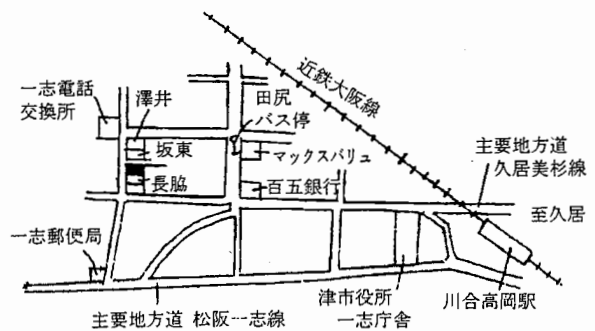 近鉄大阪線
一志電話
交換所
澤井
田尻
バス停
坂東
マックスバリュ
主要地方道
久居美杉線
長脇
百五銀行
至久居
一志郵便局
津市役所
一志庁舎
川合高岡駅
主要地方道 松阪一志線